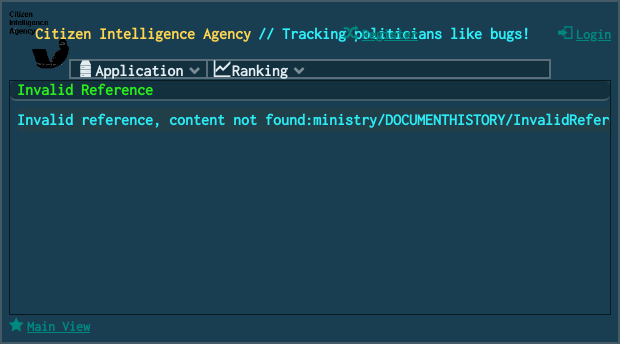 Citizen
Intelligence
Agency
Citizen Intelligence Agency // Tracking politicians like bugs!
Register
Login
Application
Ranking
Invalid Reference
Invalid reference, content not found:ministry/DOCUMENTHISTORY/InvalidRefer
Main View